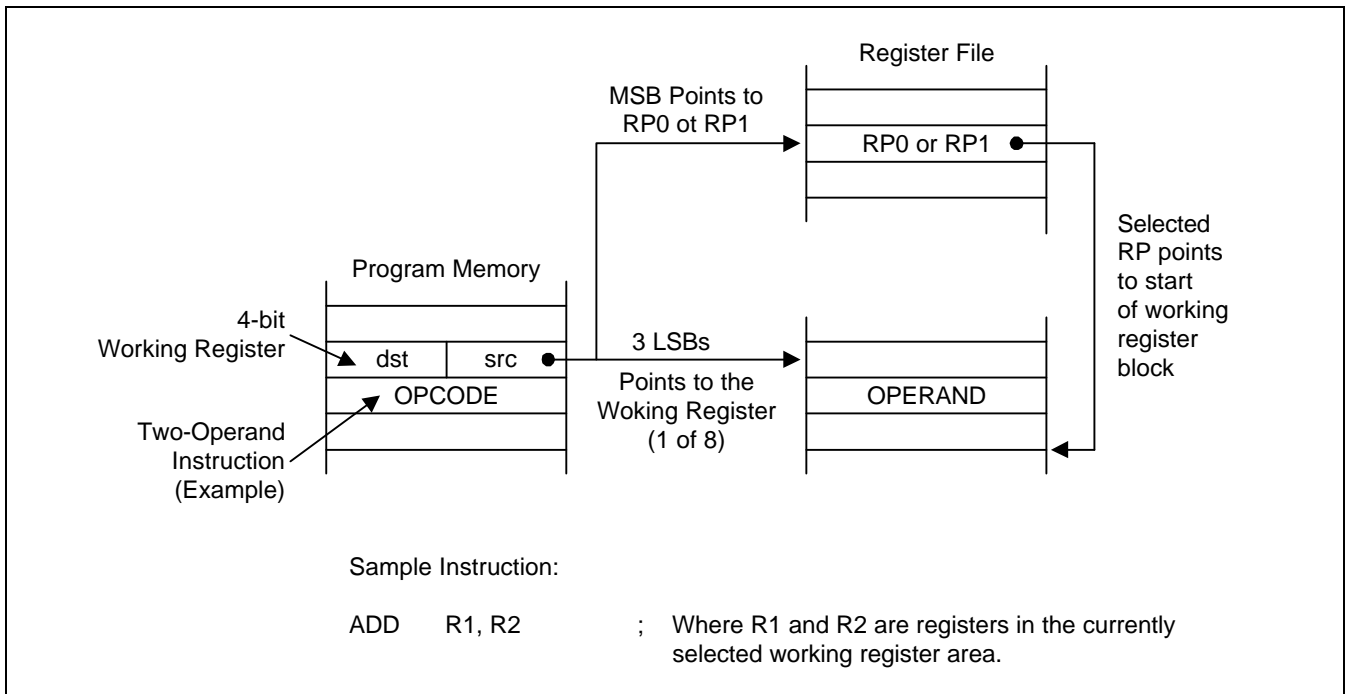 Register File
MSB Points to
RP0 ot RP1
RP0 or RP1
Selected
RP points
to start
of working
register
block
Program Memory
4-bit
Working Register
dst src
3 LSBs
Points to the
Woking Register
(1 of 8)
OPCODE
OPERAND
Two-Operand
Instruction
(Example)
Sample Instruction:
ADD R1, R2 ; Where R1 and R2 are registers in the currently
selected working register area.